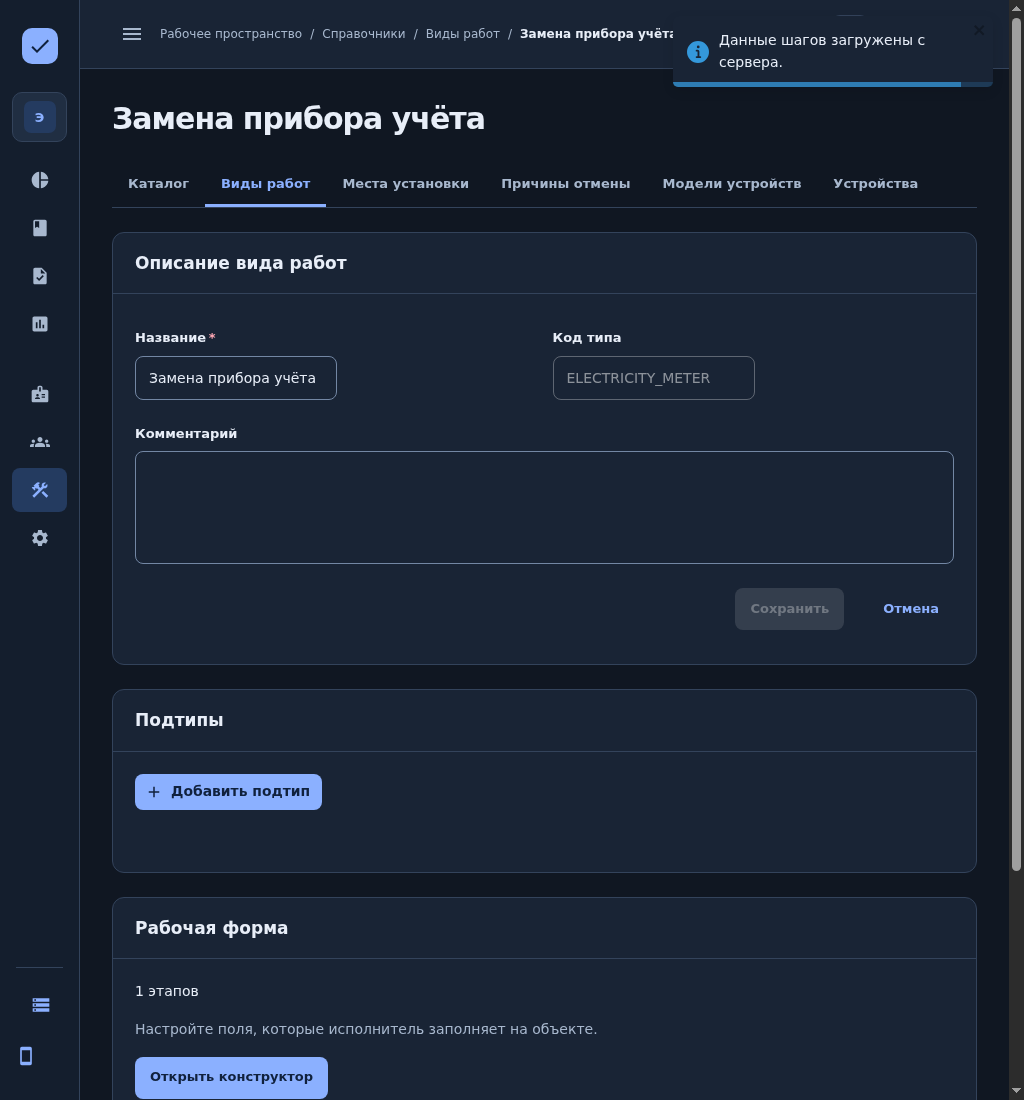 Рабочее пространство / Справочники / Виды работ / Замена прибора учёта
Данные шагов загружены с
сервера.
Э
Замена прибора учёта
Каталог Виды работ Места установки Причины отмены Модели устройств Устройства
Описание вида работ
Название* Код типа
Замена прибора учёта ELECTRICITY_METER
Комментарий
Сохранить Отмена
Подтипы
+ Добавить подтип
Рабочая форма
1 этапов
Настройте поля, которые исполнитель заполняет на объекте.
Открыть конструктор